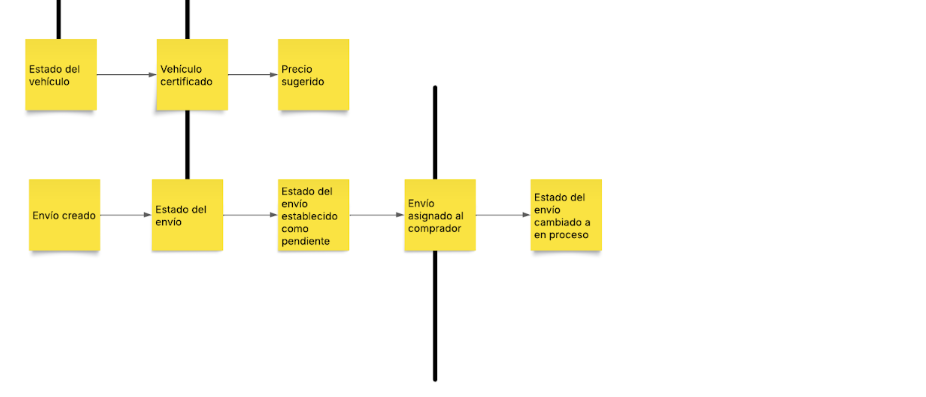 Estado del
vehículo
Vehículo
certificado
Precio
sugerido
Envío creado
Estado del
envío
Estado del
envío
establecido
como
pendiente
Envío
asignado al
comprador
Estado del
envío
cambiado a
en proceso